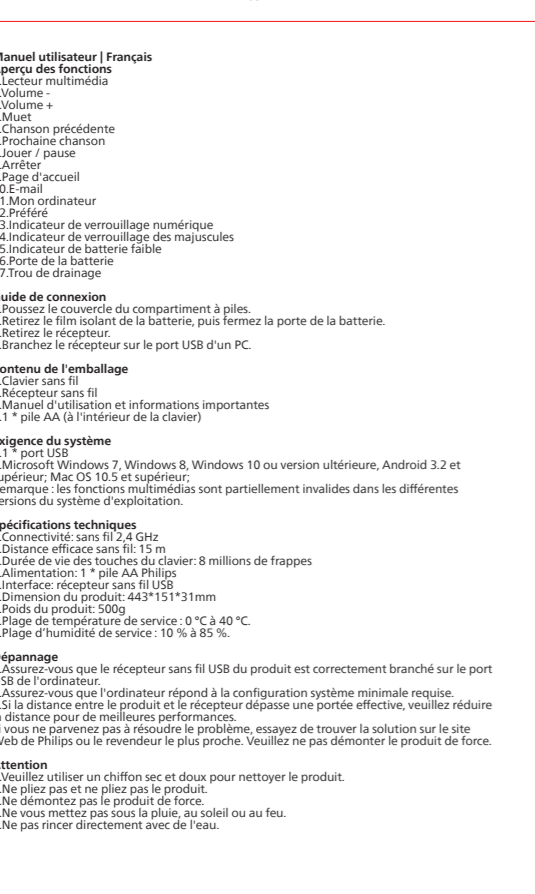 anuel utilisateur | Français
perçu des fonctions
.Lecteur multimédia
.Volume -
.Volume +
.Muet
.Chanson précédente
.Prochaine chanson
.Jouer / pause
.Arrêter
.Page d'accueil
0.E-mail
1.Mon ordinateur
2.Préféré
3.Indicateur de verrouillage numérique
4.Indicateur de verrouillage des majuscules
5.Indicateur de batterie faible
6.Porte de la batterie
7.Trou de drainage
uide de connexion
.Poussez le couvercle du compartiment à piles.
.Retirez le film isolant de la batterie, puis fermez la porte de la batterie.
.Retirez le récepteur.
.Branchez le récepteur sur le port USB d'un PC.
ontenu de l'emballage
.Clavier sans fil
.Récepteur sans fil
.Manuel d'utilisation et informations importantes
.1 * pile AA (à l'intérieur de la clavier)
xigence du système
.1 * port USB
.Microsoft Windows 7, Windows 8, Windows 10 ou version ultérieure, Android 3.2 et
upérieur; Mac OS 10.5 et supérieur;
emarque : les fonctions multimédias sont partiellement invalides dans les différentes
ersions du système d'exploitation.
pécifications techniques
.Connectivité: sans fil 2,4 GHz
.Distance efficace sans fil: 15 m
.Durée de vie des touches du clavier: 8 millions de frappes
.Alimentation: 1 * pile AA Philips
.Interface: récepteur sans fil USB
.Dimension du produit: 443*151*31mm
.Poids du produit: 500g
.Plage de température de service : 0 °C à 40 °C.
.Plage d'humidité de service : 10 % à 85 %.
épannage
.Assurez-vous que le récepteur sans fil USB du produit est correctement branché sur le port
SB de l'ordinateur.
.Assurez-vous que l'ordinateur répond à la configuration système minimale requise.
.Si la distance entre le produit et le récepteur dépasse une portée effective, veuillez réduire
a distance pour de meilleures performances.
i vous ne parvenez pas à résoudre le problème, essayez de trouver la solution sur le site
Web de Philips ou le revendeur le plus proche. Veuillez ne pas démonter le produit de force.
ttention
.Veuillez utiliser un chiffon sec et doux pour nettoyer le produit.
.Ne pliez pas et ne pliez pas le produit.
.Ne démontez pas le produit de force.
.Ne vous mettez pas sous la pluie, au soleil ou au feu.
.Ne pas rincer directement avec de l'eau.